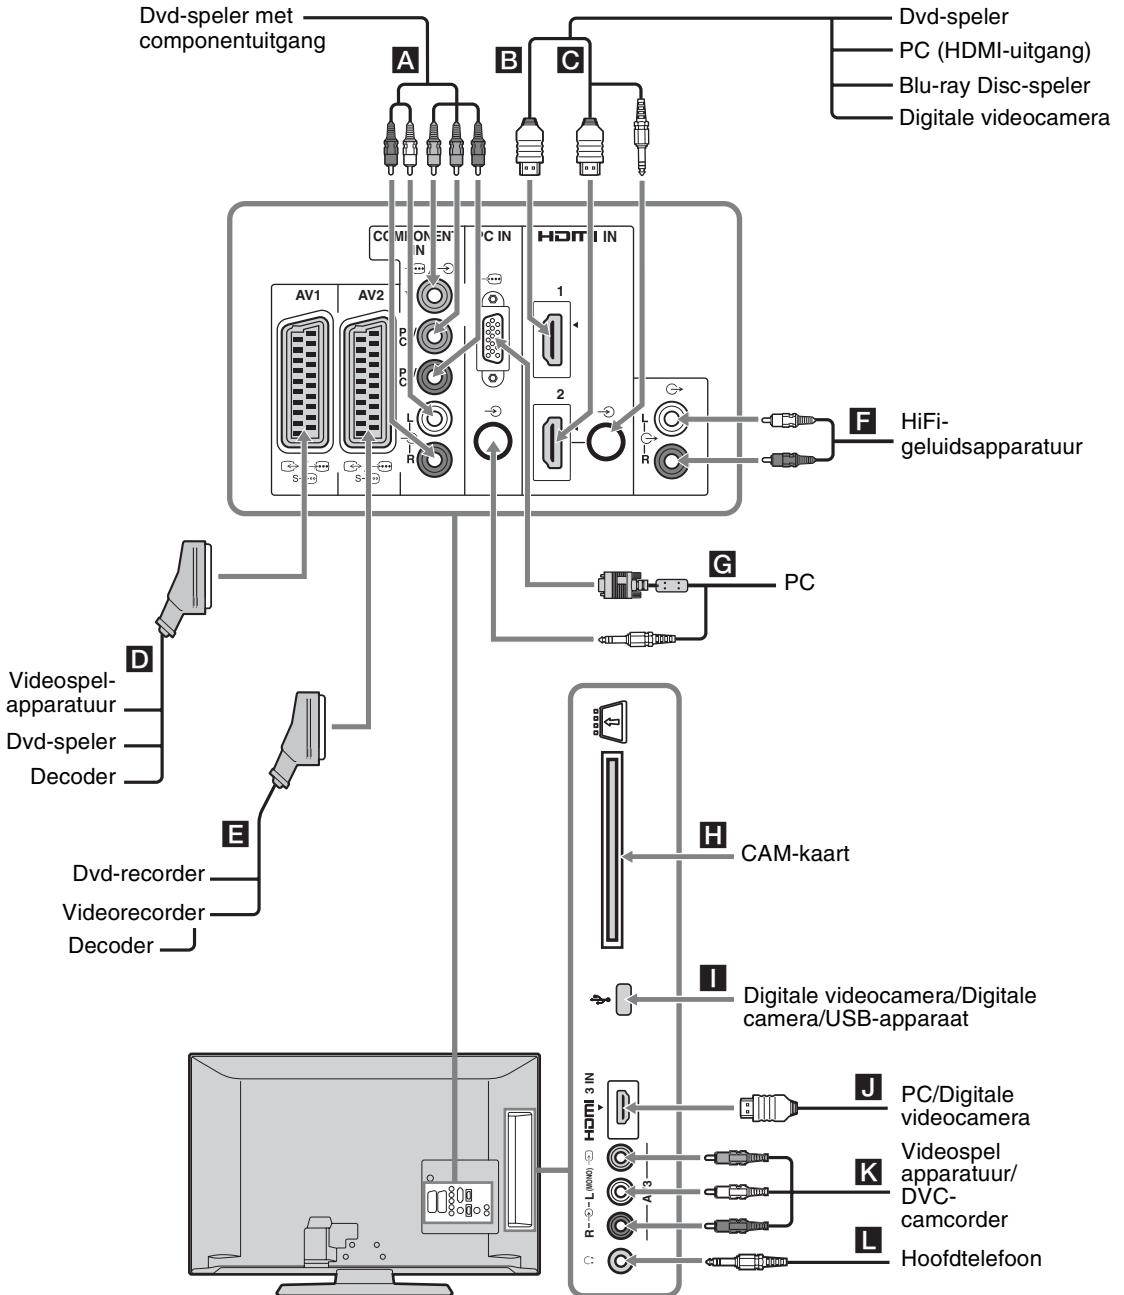 Dvd-speler met
componentuitgang
A
B
C
Dvd-speler
PC (HDMI-uitgang)
Blu-ray Disc-speler
Digitale videocamera
COMPONENT
IN
PC IN
HDMI IN
AV1
AV2
1
2
L
R
L
R
S
S
F
HiFi-
geluidsapparatuur
G
PC
D
Videospel-
apparatuur
Dvd-speler
Decoder
E
Dvd-recorder
Videorecorder
Decoder
H
CAM-kaart
I
Digitale videocamera/Digitale
camera/USB-apparaat
HDMI 3 IN
J
PC/Digitale
videocamera
L (MONO)
R
K
Videospel
apparatuur/
DVC-
camcorder
L
Hoofdtelefoon